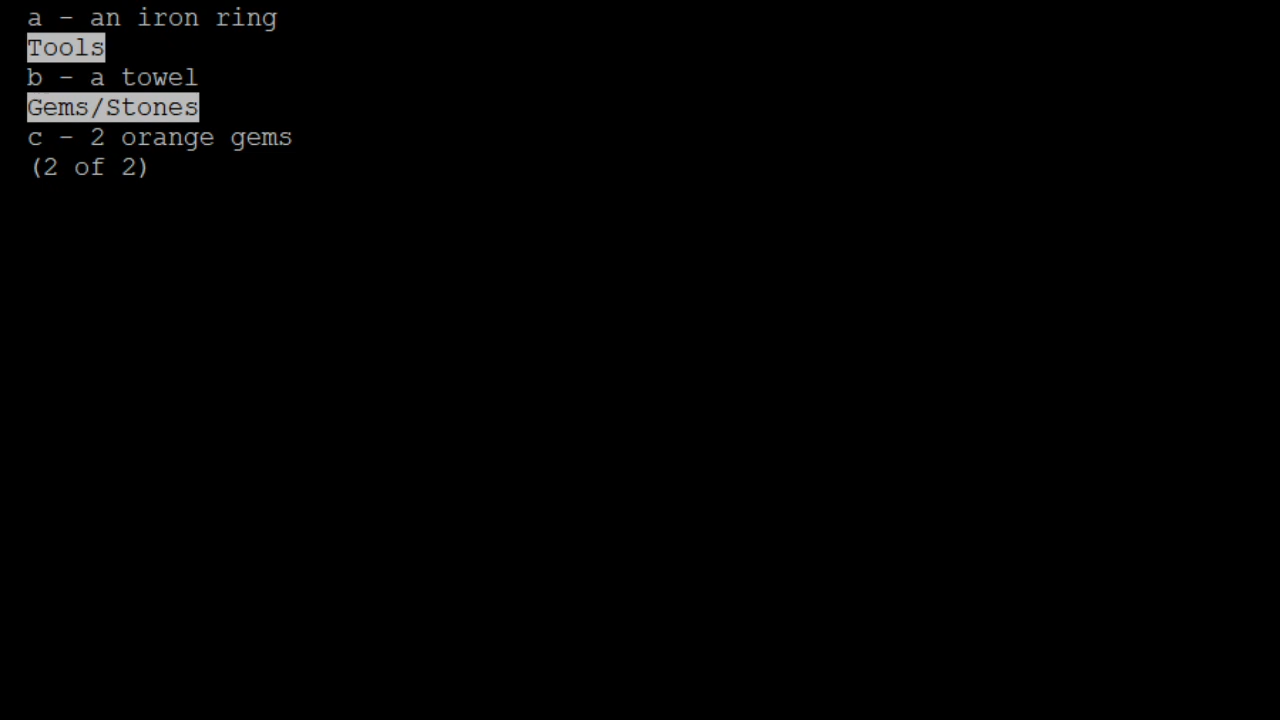 a - an iron ring
Tools
b - a towel
Gems/Stones
c - 2 orange gems
(2 of 2)